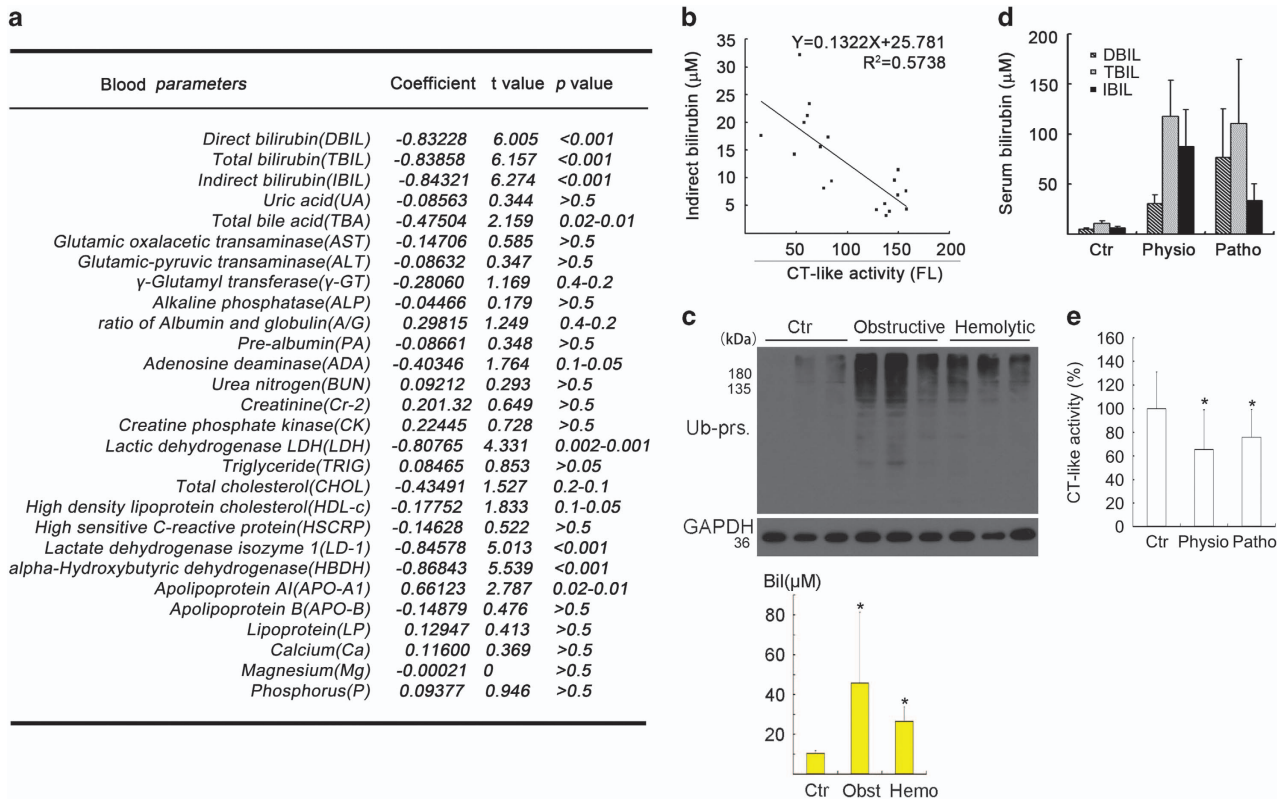 a
Blood parameters Coefficient t value p value
Direct bilirubin(DBIL) -0.83228 6.005 <0.001
Total bilirubin(TBIL) -0.83858 6.157 <0.001
Indirect bilirubin(IBIL) -0.84321 6.274 <0.001
Uric acid(UA) -0.08563 0.344 >0.5
Total bile acid(TBA) -0.47504 2.159 0.02-0.01
Glutamic oxalacetic transaminase(AST) -0.14706 0.585 >0.5
Glutamic-pyruvic transaminase(ALT) -0.08632 0.347 >0.5
γ-Glutamyl transferase(γ-GT) -0.28060 1.169 0.4-0.2
Alkaline phosphatase(ALP) -0.04466 0.179 >0.5
ratio of Albumin and globulin(A/G) 0.29815 1.249 0.4-0.2
Pre-albumin(PA) -0.08661 0.348 >0.5
Adenosine deaminase(ADA) -0.40346 1.764 0.1-0.05
Urea nitrogen(BUN) 0.09212 0.293 >0.5
Creatinine(Cr-2) 0.201.32 0.649 >0.5
Creatine phosphate kinase(CK) 0.22445 0.728 >0.5
Lactic dehydrogenase LDH(LDH) -0.80765 4.331 0.002-0.001
Triglyceride(TRIG) 0.08465 0.853 >0.05
Total cholesterol(CHOL) -0.43491 1.527 0.2-0.1
High density lipoprotein cholesterol(HDL-c) -0.17752 1.833 0.1-0.05
High sensitive C-reactive protein(HSCRP) -0.14628 0.522 >0.5
Lactate dehydrogenase isozyme 1(LD-1) -0.84578 5.013 <0.001
alpha-Hydroxybutyric dehydrogenase(HBDH) -0.86843 5.539 <0.001
Apolipoprotein AI(APO-A1) 0.66123 2.787 0.02-0.01
Apolipoprotein B(APO-B) -0.14879 0.476 >0.5
Lipoprotein(LP) 0.12947 0.413 >0.5
Calcium(Ca) 0.11600 0.369 >0.5
Magnesium(Mg) -0.00021 0 >0.5
Phosphorus(P) 0.09377 0.946 >0.5
b
Y=0.1322X+25.781
R²=0.5738
Indirect bilirubin (μM)
35
30
25
20
15
10
5
50 100 150 200
CT-like activity (FL)
c
(kDa)
Ctr Obstructive Hemolytic
180
135
Ub-prs.
GAPDH
36
Bil(μM)
80
60
40
20
*
*
Ctr Obst Hemo
d
Serum bilirubin (μM)
200
150
100
50
DBIL
TBIL
IBIL
Ctr Physio Patho
e
CT-like activity (%)
160
140
120
100
80
60
40
20
0
* *
Ctr Physio Patho